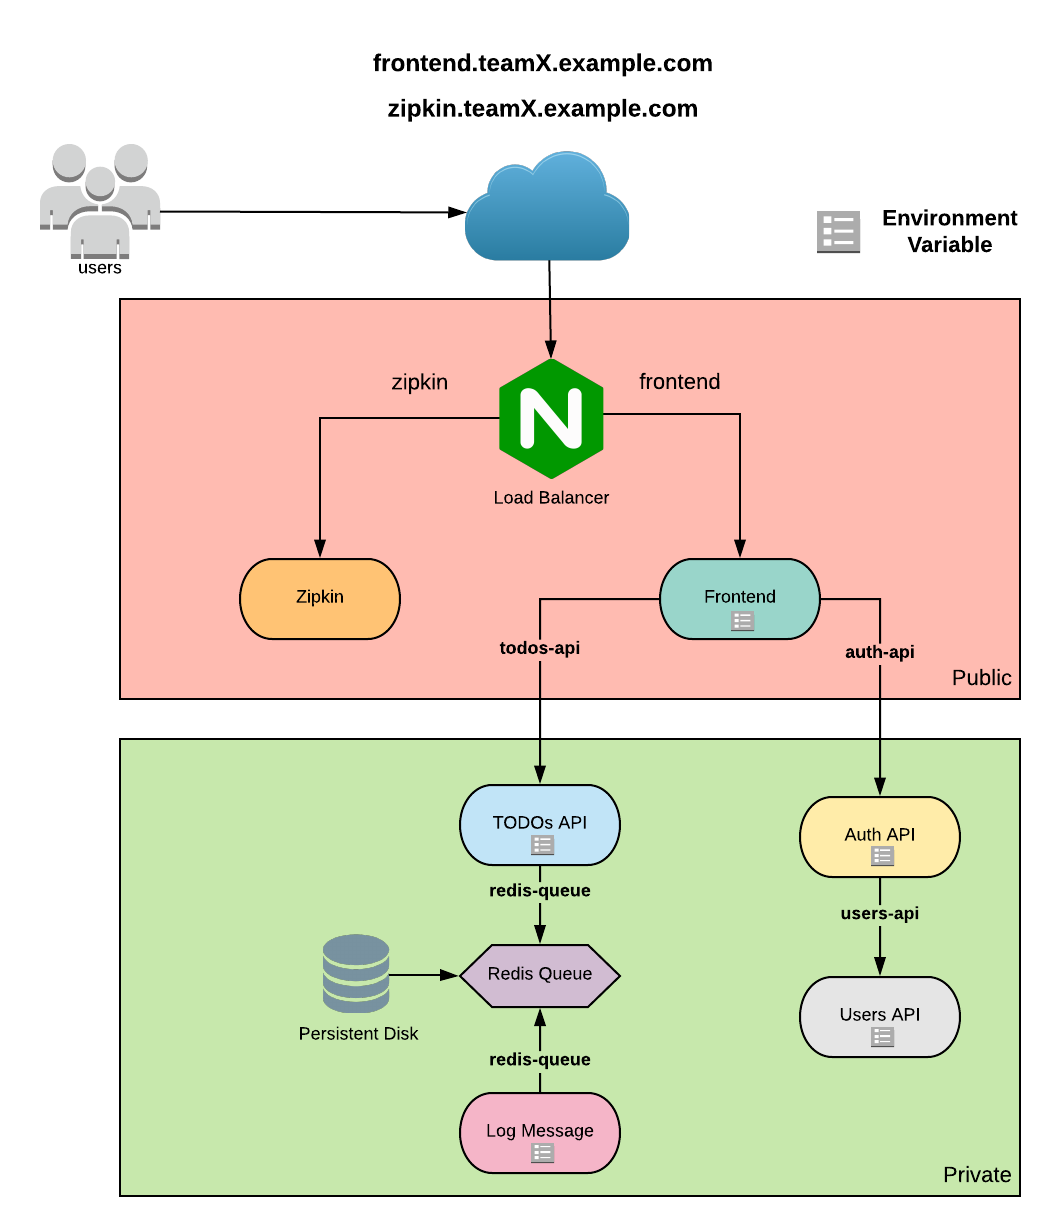 frontend.teamX.example.com
zipkin.teamX.example.com
users
Environment
Variable
zipkin
frontend
N
Load Balancer
Zipkin
Frontend
todos-api
auth-api
Public
TODOs API
Auth API
redis-queue
users-api
Redis Queue
Persistent Disk
Users API
redis-queue
Log Message
Private